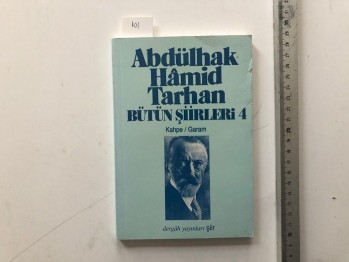 101
Abdülhak
Hâmid
Tarhan
BÜTÜN ŞİİRLERİ 4
Kahpe / Garam
dergâh yayınları şiir